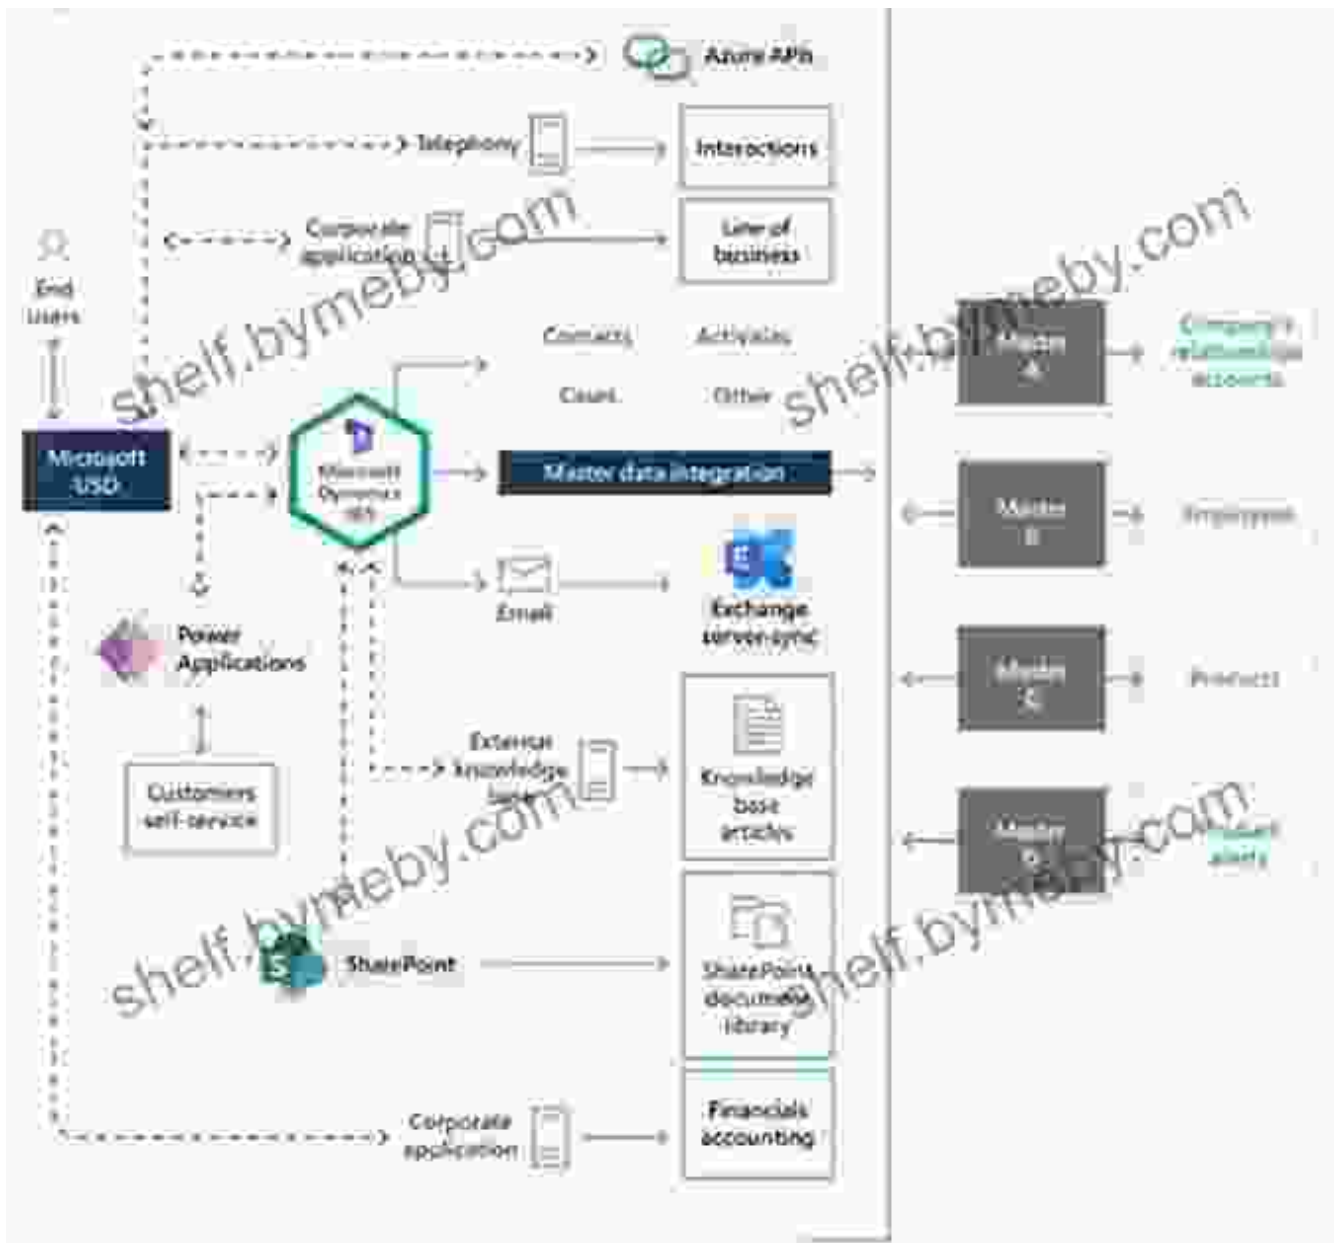 Azure APIs
Telephony
Interactions
Corporate
application
Line of
business
End
users
Contacts
Activities
Other
Microsoft
USD
Microsoft
Dynamics
365
Master data integration
Email
Exchange
server-sync
Power
Applications
Customers
self-service
External
knowledge
Knowledge
base
articles
SharePoint
SharePoint
document
library
Corporate
application
Financials
accounting
Master
A
accounts
Master
B
Employees
Master
C
Products
Master
alerts
shelf.bymeby.com
shelf.bymeby.com
shelf.bymeby.com
shelf.bymeby.com